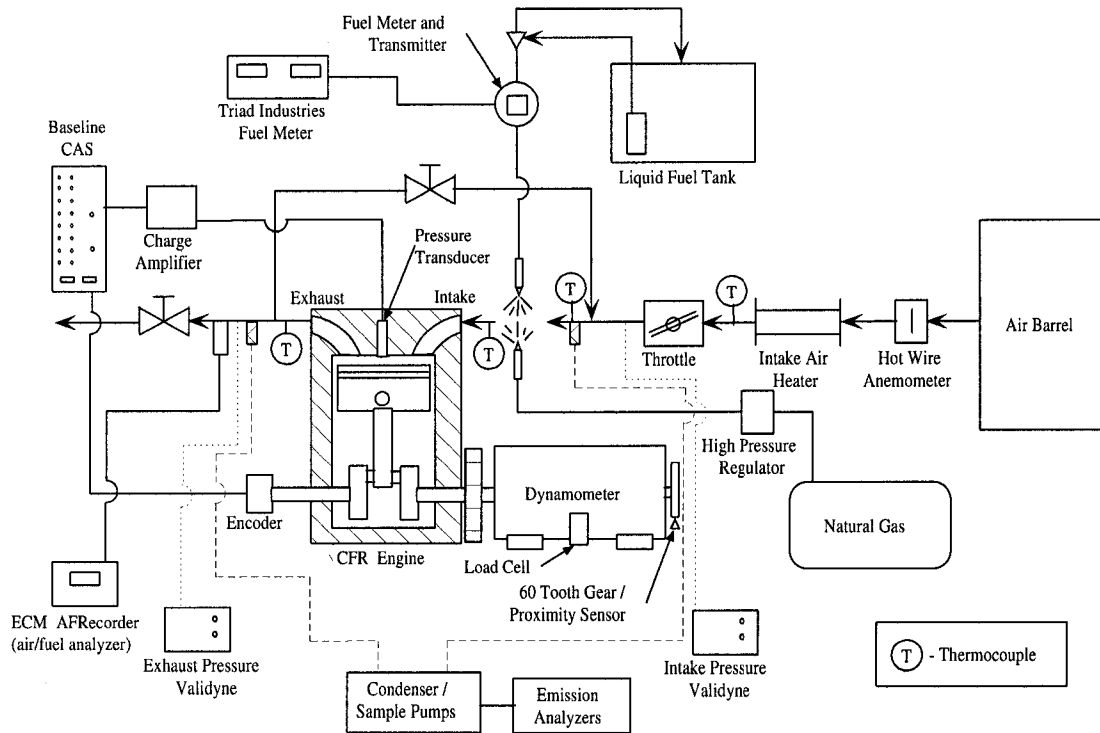 Fuel Meter and
Transmitter
Triad Industries
Fuel Meter
Liquid Fuel Tank
Baseline
CAS
Charge
Amplifier
Pressure
Transducer
Exhaust
Intake
T
T
T
T
Throttle
Intake Air
Heater
Hot Wire
Anemometer
Air Barrel
High Pressure
Regulator
Natural Gas
Encoder
CFR Engine
Dynamometer
Load Cell
60 Tooth Gear /
Proximity Sensor
ECM AFRecorder
(air/fuel analyzer)
Exhaust Pressure
Validyne
Intake Pressure
Validyne
Condenser /
Sample Pumps
Emission
Analyzers
T - Thermocouple